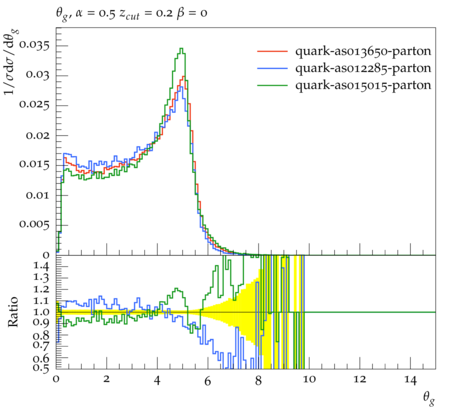 θg, α = 0.5 zcut = 0.2 β = 0
1/σdσ/dθg
quark-as013650-parton
quark-as012285-parton
quark-as015015-parton
0.035
0.03
0.025
0.02
0.015
0.01
0.005
0
Ratio
1.4
1.3
1.2
1.1
1.0
0.9
0.8
0.7
0.6
0.5
0 2 4 6 8 10 12 14
θg